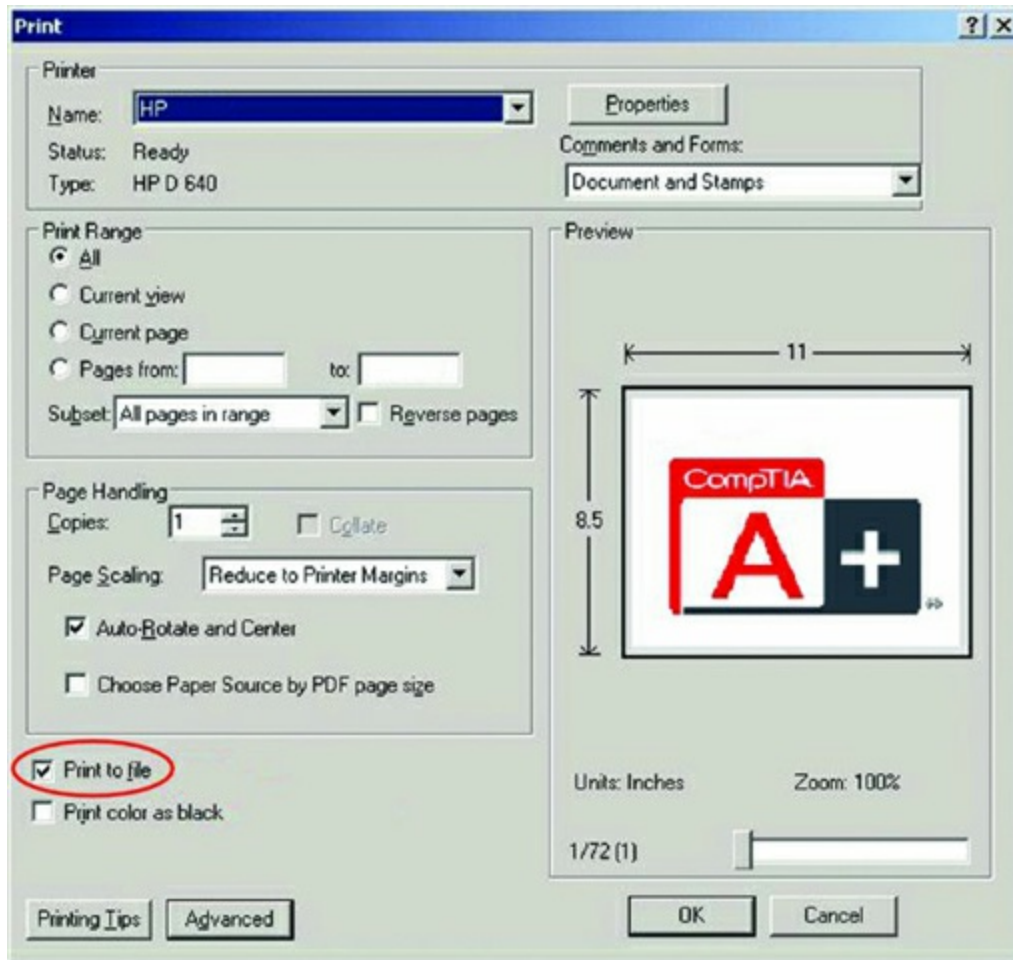 Print
Printer
Name: HP
Properties
Status: Ready
Comments and Forms:
Type: HP D 640
Document and Stamps
Print Range
All
Current view
Current page
Pages from: to:
Subset: All pages in range Reverse pages
Page Handling
Copies: 1 Collate
Page Scaling: Reduce to Printer Margins
Auto-Rotate and Center
Choose Paper Source by PDF page size
Print to file
Print color as black
Printing Tips Advanced
Preview
11
8.5
CompTIA
A+
Units: Inches Zoom: 100%
1/72 (1)
OK Cancel